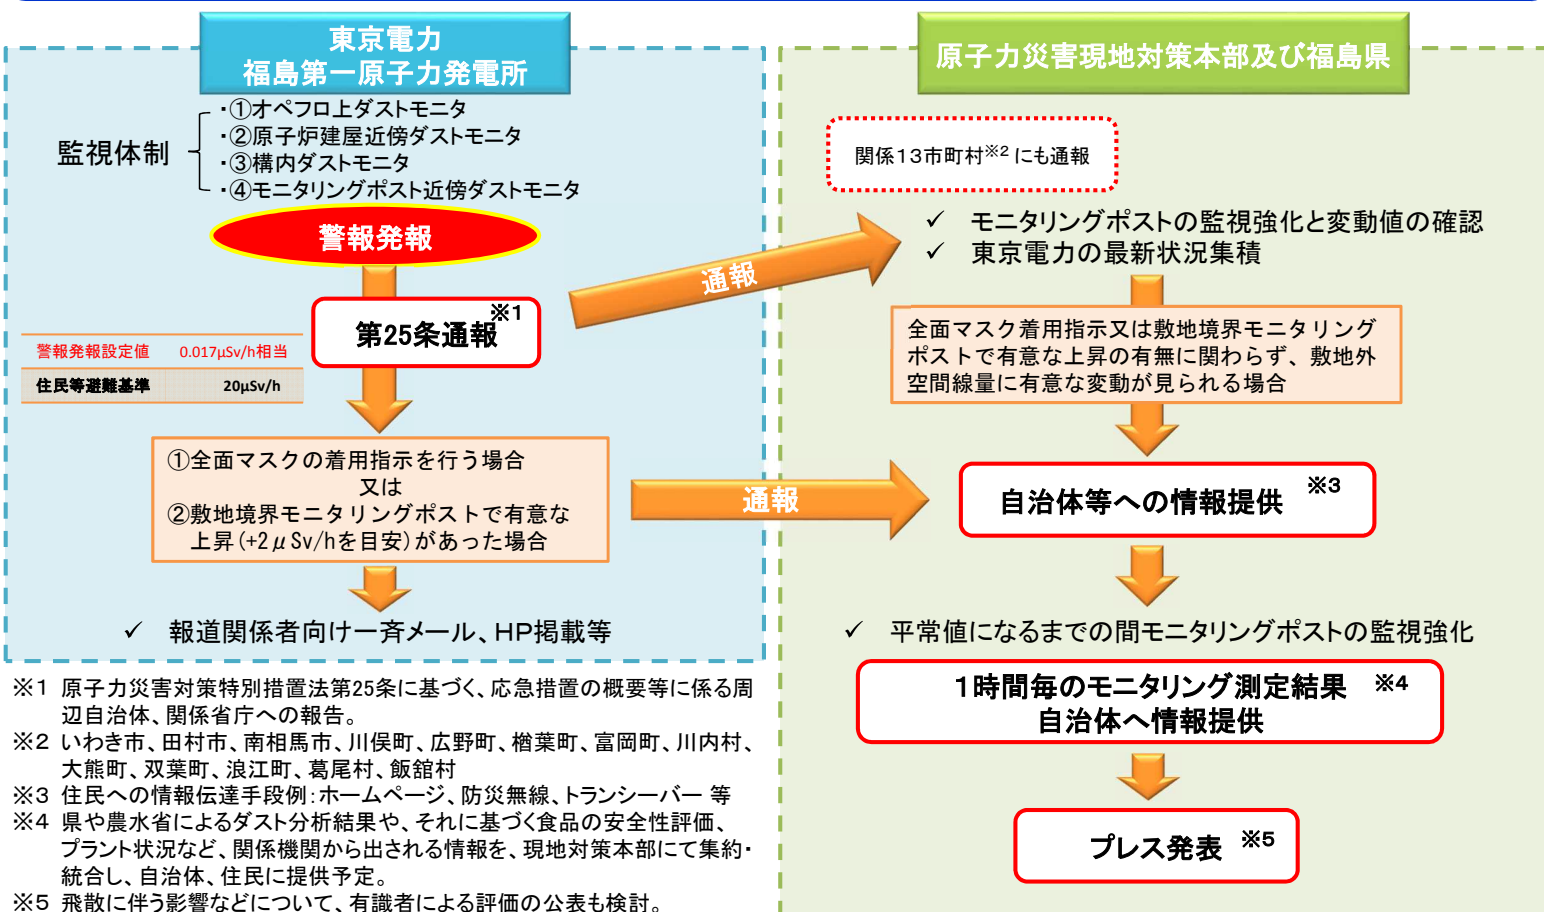 東京電力
福島第一原子力発電所
監視体制
・①オペフロ上ダストモニタ
・②原子炉建屋近傍ダストモニタ
・③構内ダストモニタ
・④モニタリングポスト近傍ダストモニタ
警報発報
第25条通報※1
警報発報設定値 0.017μSv/h相当
住民等避難基準 20μSv/h
①全面マスクの着用指示を行う場合
又は
②敷地境界モニタリングポストで有意な
上昇(+2μSv/hを目安)があった場合
✓ 報道関係者向け一斉メール、HP掲載等
通報
通報
原子力災害現地対策本部及び福島県
関係13市町村※2にも通報
✓ モニタリングポストの監視強化と変動値の確認
✓ 東京電力の最新状況集積
全面マスク着用指示又は敷地境界モニタリング
ポストで有意な上昇の有無に関わらず、敷地外
空間線量に有意な変動が見られる場合
自治体等への情報提供 ※3
✓ 平常値になるまでの間モニタリングポストの監視強化
1時間毎のモニタリング測定結果 ※4
自治体へ情報提供
プレス発表 ※5
※1 原子力災害対策特別措置法第25条に基づく、応急措置の概要等に係る周
辺自治体、関係省庁への報告。
※2 いわき市、田村市、南相馬市、川俣町、広野町、楢葉町、富岡町、川内村、
大熊町、双葉町、浪江町、葛尾村、飯舘村
※3 住民への情報伝達手段例：ホームページ、防災無線、トランシーバー 等
※4 県や農水省によるダスト分析結果や、それに基づく食品の安全性評価、
プラント状況など、関係機関から出される情報を、現地対策本部にて集約・
統合し、自治体、住民に提供予定。
※5 飛散に伴う影響などについて、有識者による評価の公表も検討。